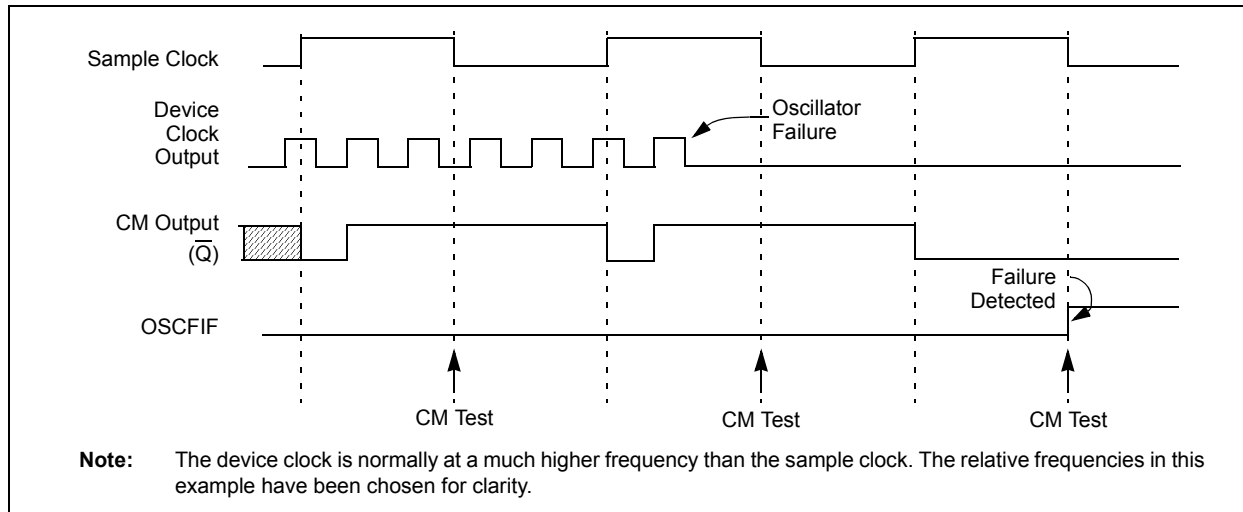 Sample Clock
Device
Clock
Output
Oscillator
Failure
CM Output
(Q̅)
Failure
Detected
OSCFIF
CM Test
CM Test
CM Test
Note: The device clock is normally at a much higher frequency than the sample clock. The relative frequencies in this
example have been chosen for clarity.